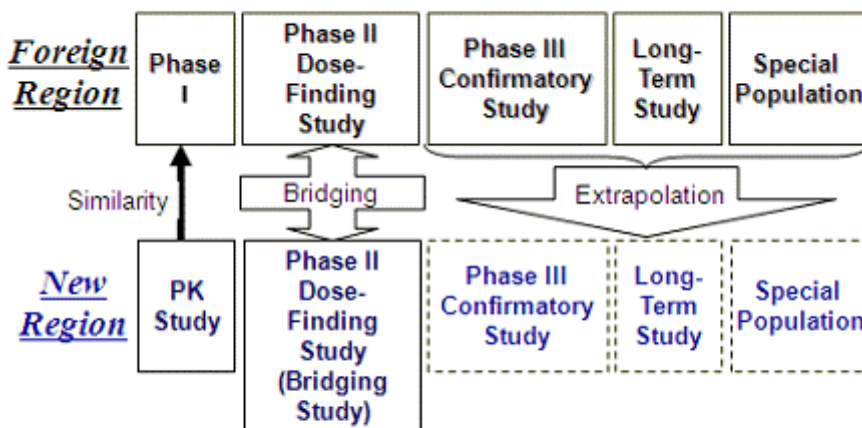 Foreign
Region
Phase
I
Phase II
Dose-
Finding
Study
Phase III
Confirmatory
Study
Long-
Term
Study
Special
Population
Similarity
Bridging
Extrapolation
New
Region
PK
Study
Phase II
Dose-
Finding
Study
(Bridging
Study)
Phase III
Confirmatory
Study
Long-
Term
Study
Special
Population